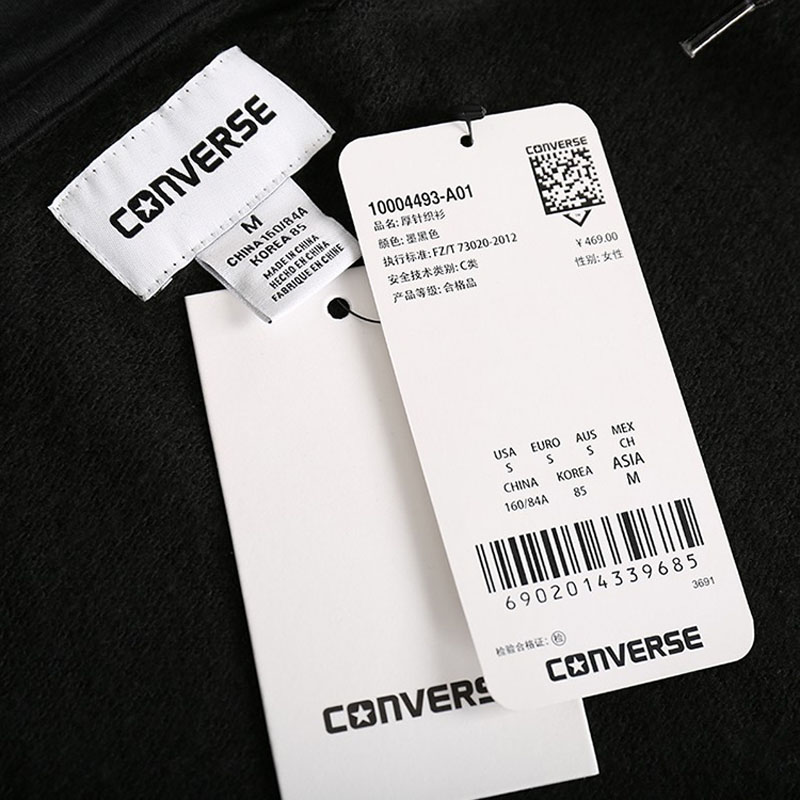 CONVERSE
M
CHINA 160/84A
KOREA 85
MADE IN CHINA
HECHO EN CHINA
FABRIQUE EN CHINE
CONVERSE
10004493-A01
品名: 厚针织衫
颜色: 墨黑色
执行标准: FZ/T 73020-2012
安全技术类别: C类
产品等级: 合格品
¥ 469.00
性别: 女性
USA EURO AUS MEX
S S S CH
CHINA KOREA ASIA
160/84A 85 M
6902014339685
3691
检验合格证: 检
CONVERSE
CONVERS